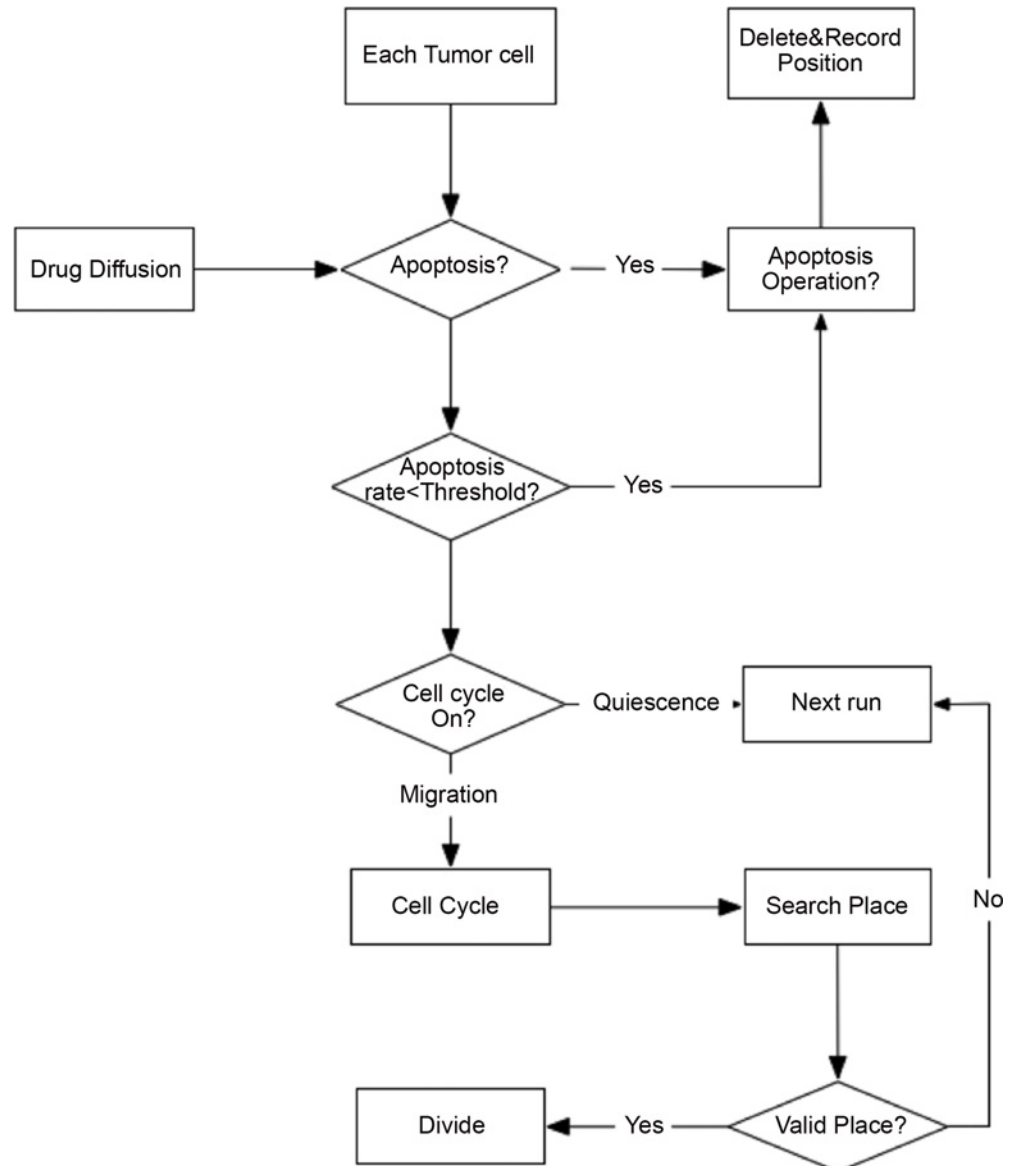 Each Tumor cell
Delete&Record
Position
Drug Diffusion
Apoptosis?
Yes
Apoptosis
Operation?
Apoptosis
rate<Threshold?
Yes
Cell cycle
On?
Quiescence
Next run
Migration
Cell Cycle
Search Place
No
Divide
Yes
Valid Place?